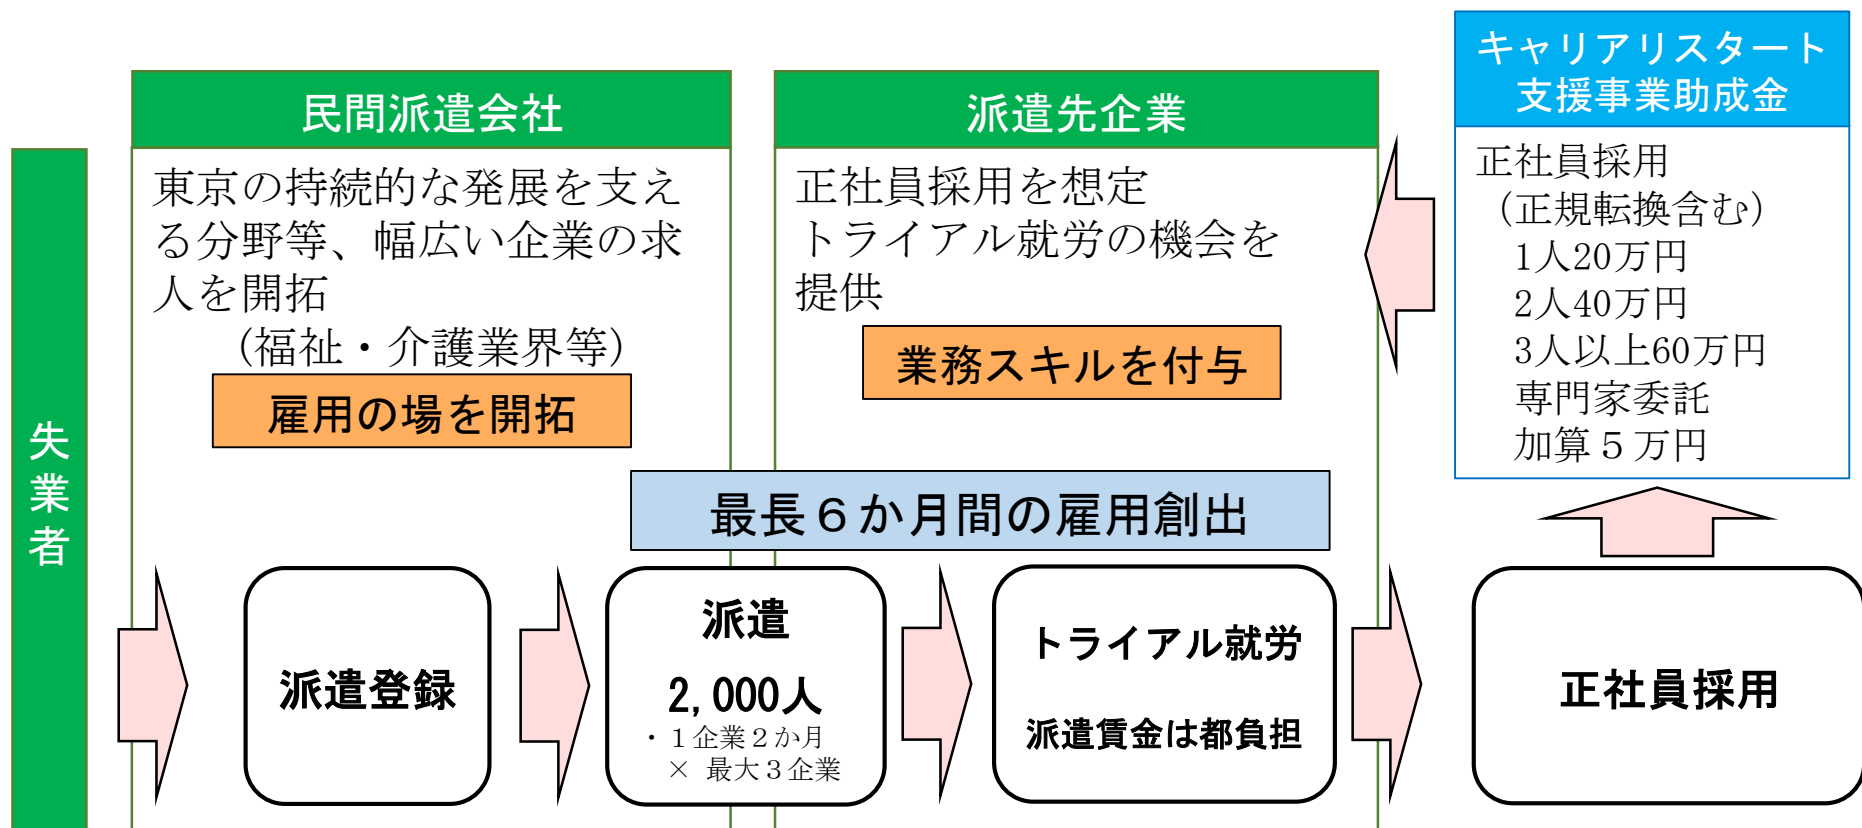 失業者
民間派遣会社
東京の持続的な発展を支え
る分野等、幅広い企業の求
人を開拓
(福祉・介護業界等)
雇用の場を開拓
派遣先企業
正社員採用を想定
トライアル就労の機会を
提供
業務スキルを付与
最長６か月間の雇用創出
キャリアリスタート
支援事業助成金
正社員採用
(正規転換含む)
1人20万円
2人40万円
3人以上60万円
専門家委託
加算５万円
派遣登録
派遣
2,000人
・１企業２か月
× 最大３企業
トライアル就労
派遣賃金は都負担
正社員採用